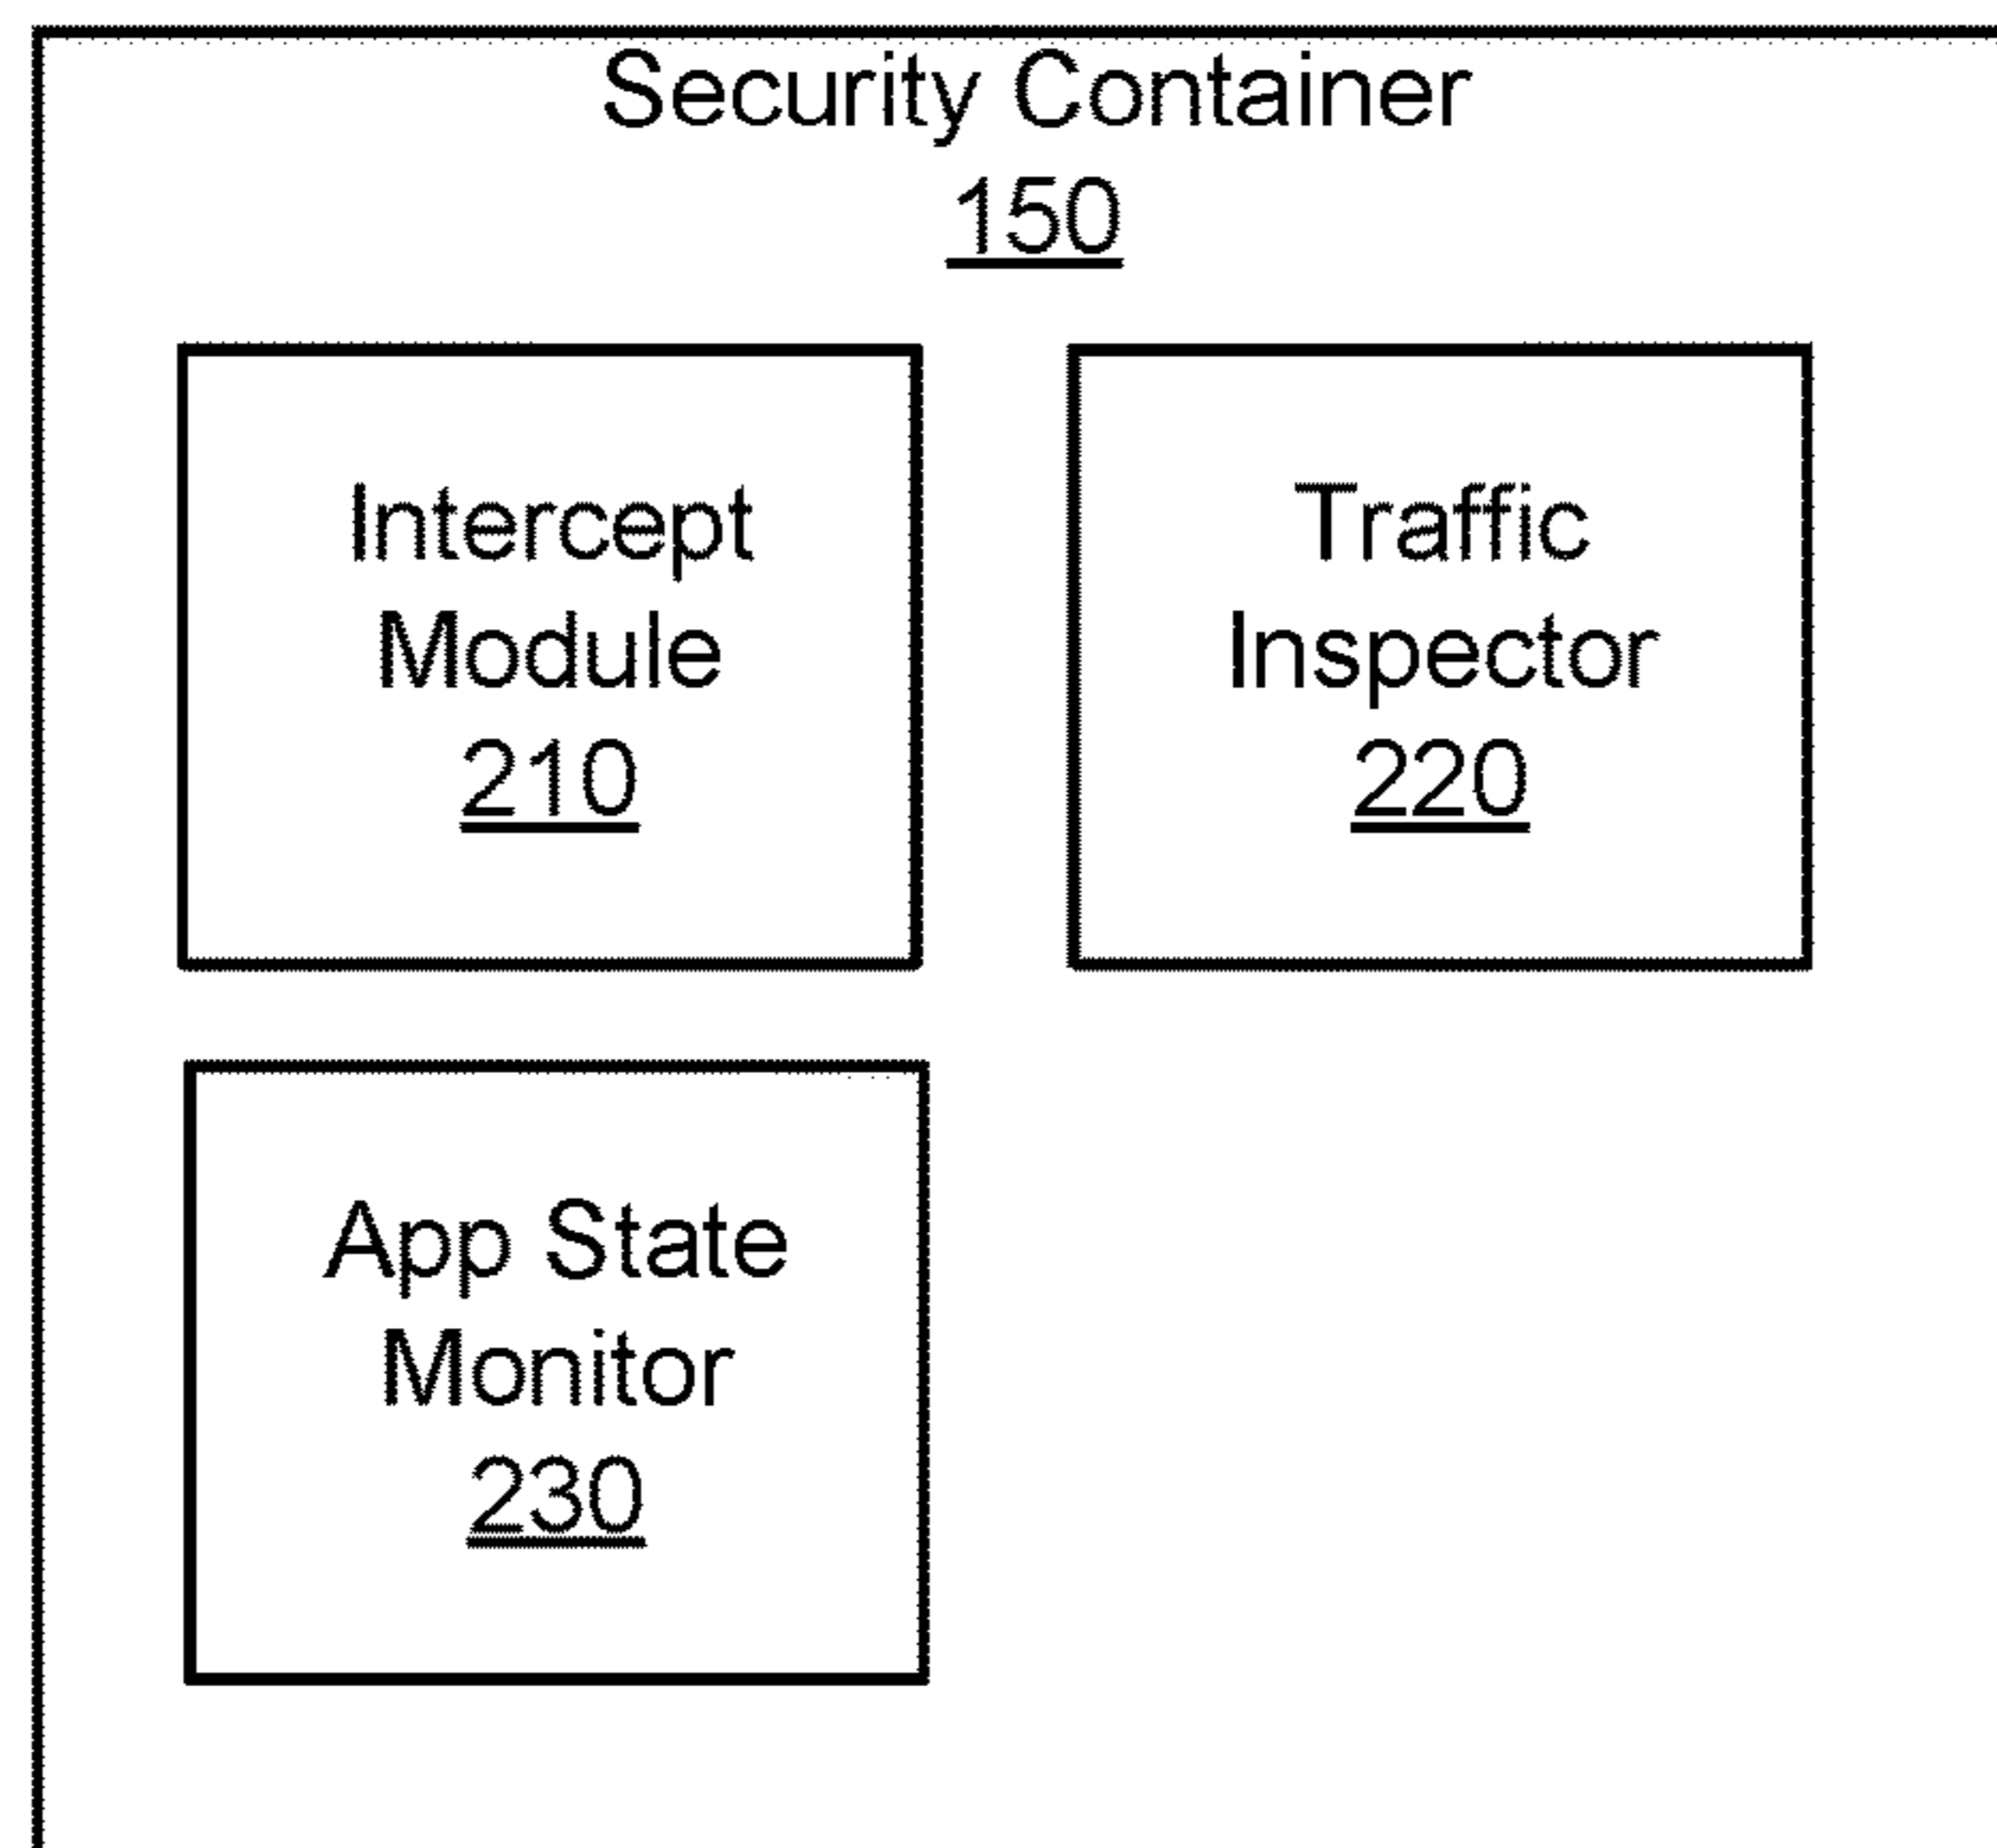 Security Container
150
Intercept
Module
210
Traffic
Inspector
220
App State
Monitor
230